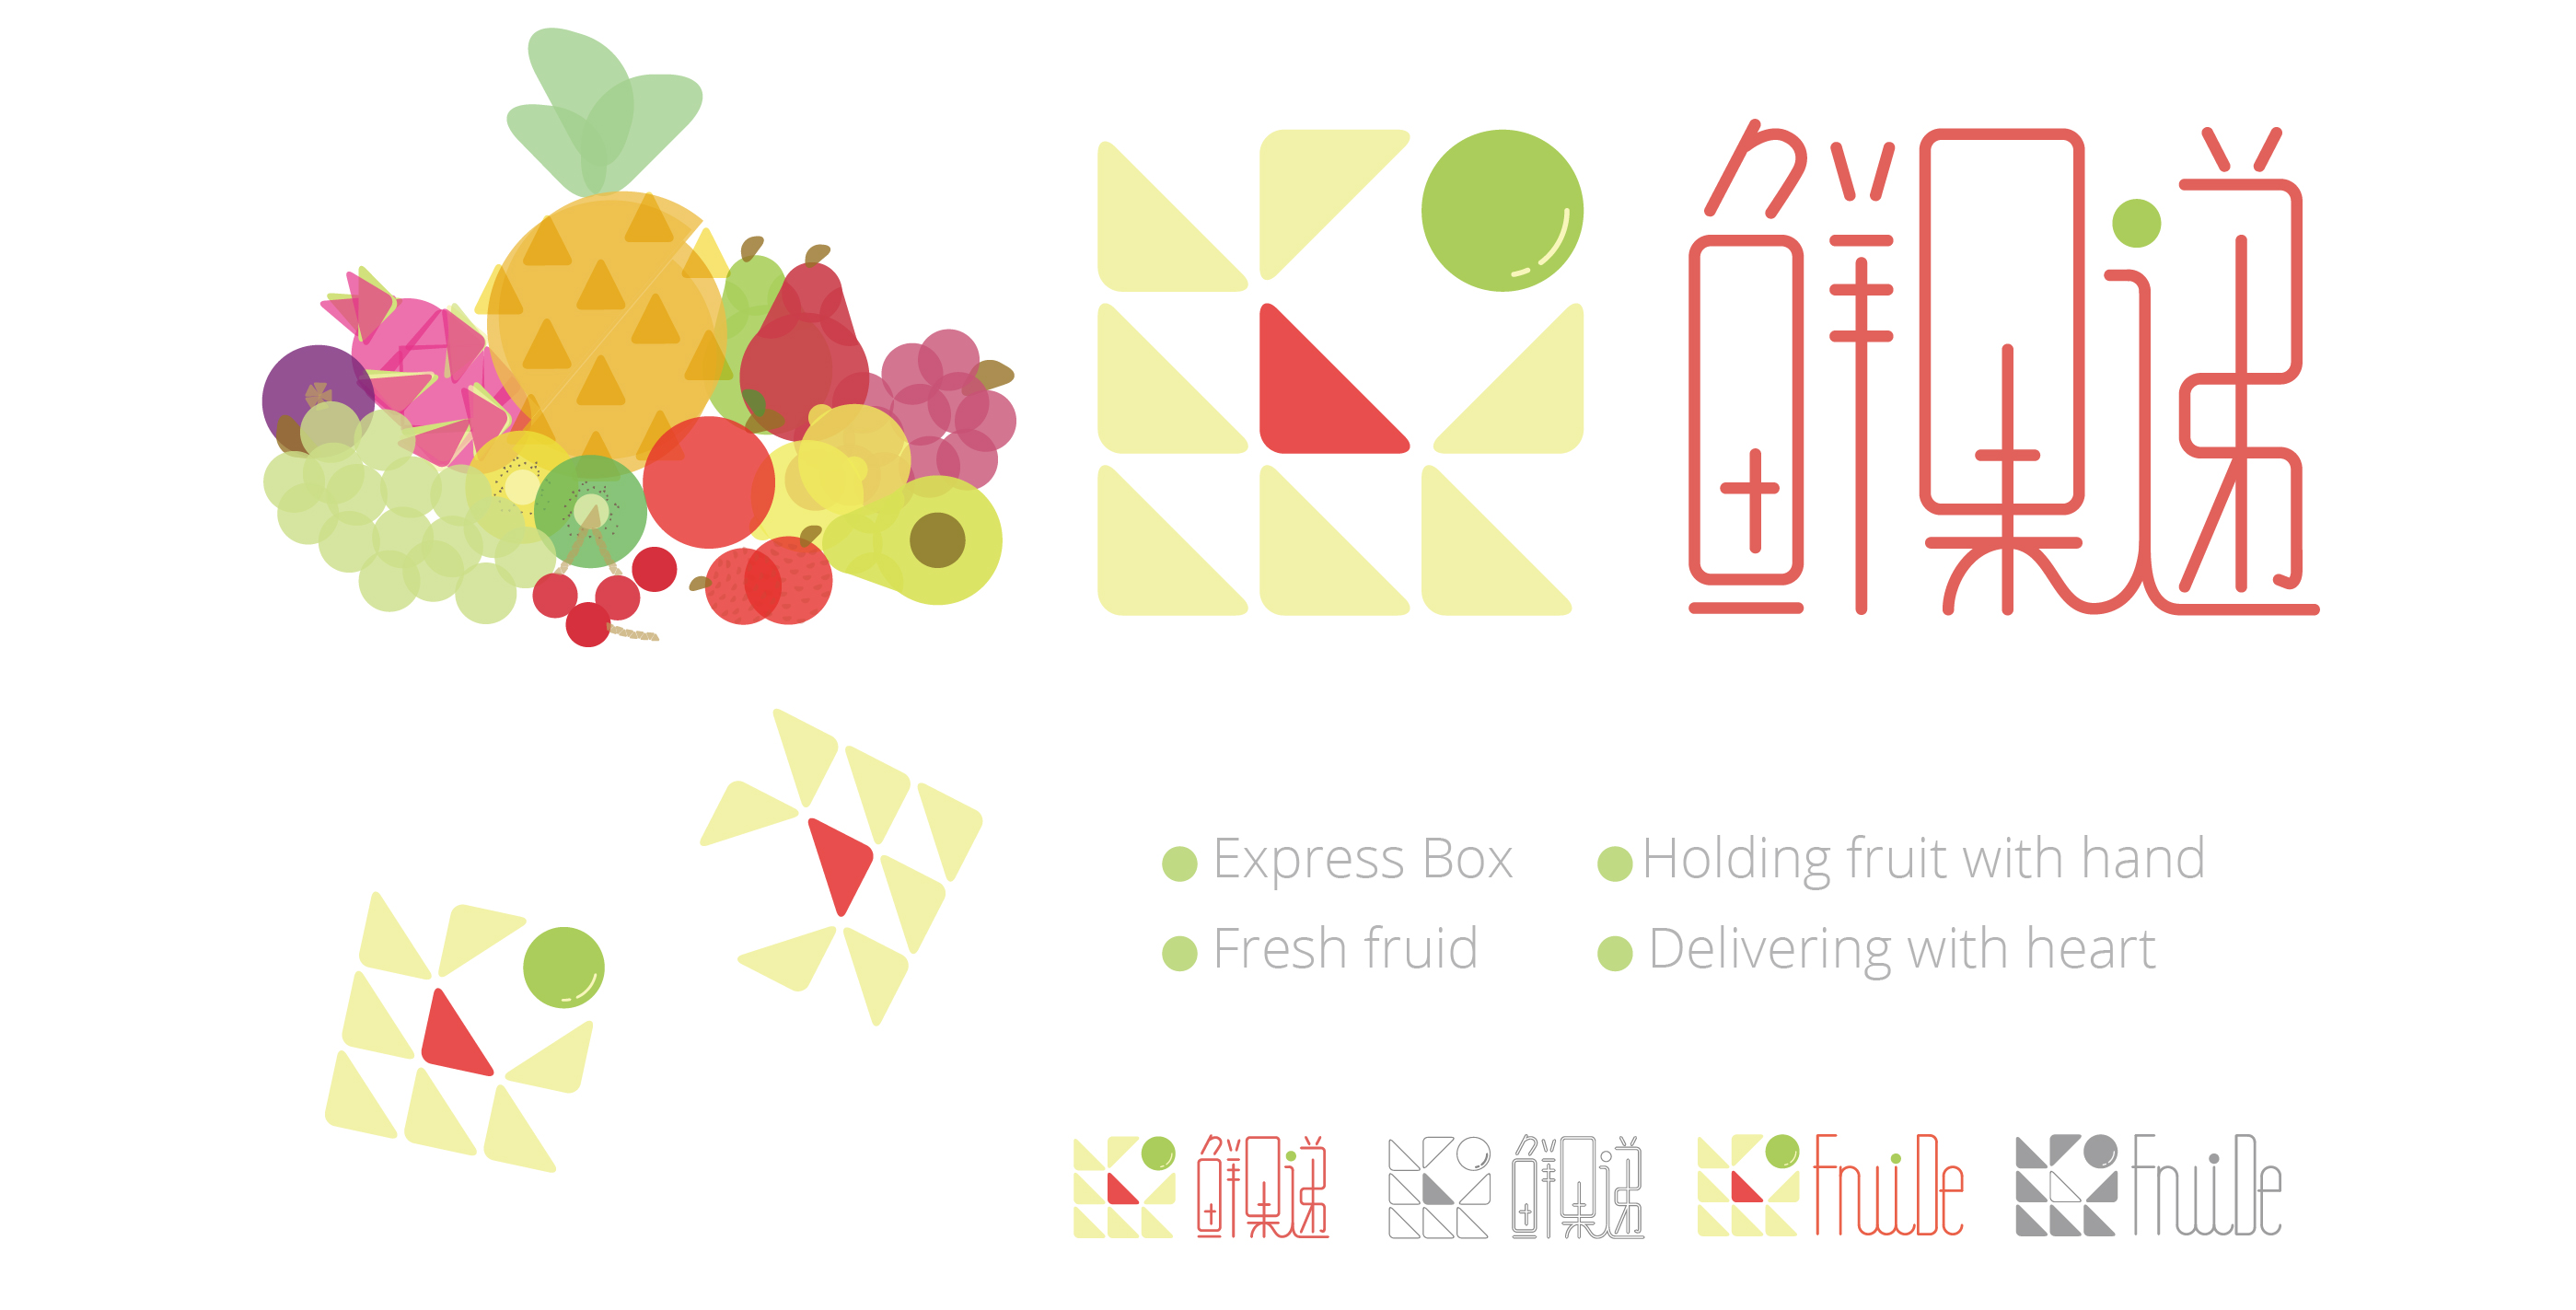 鲜果递
Express Box
Holding fruit with hand
Fresh fruid
Delivering with heart
鲜果递
鲜果递
FruiDe
FruiDe